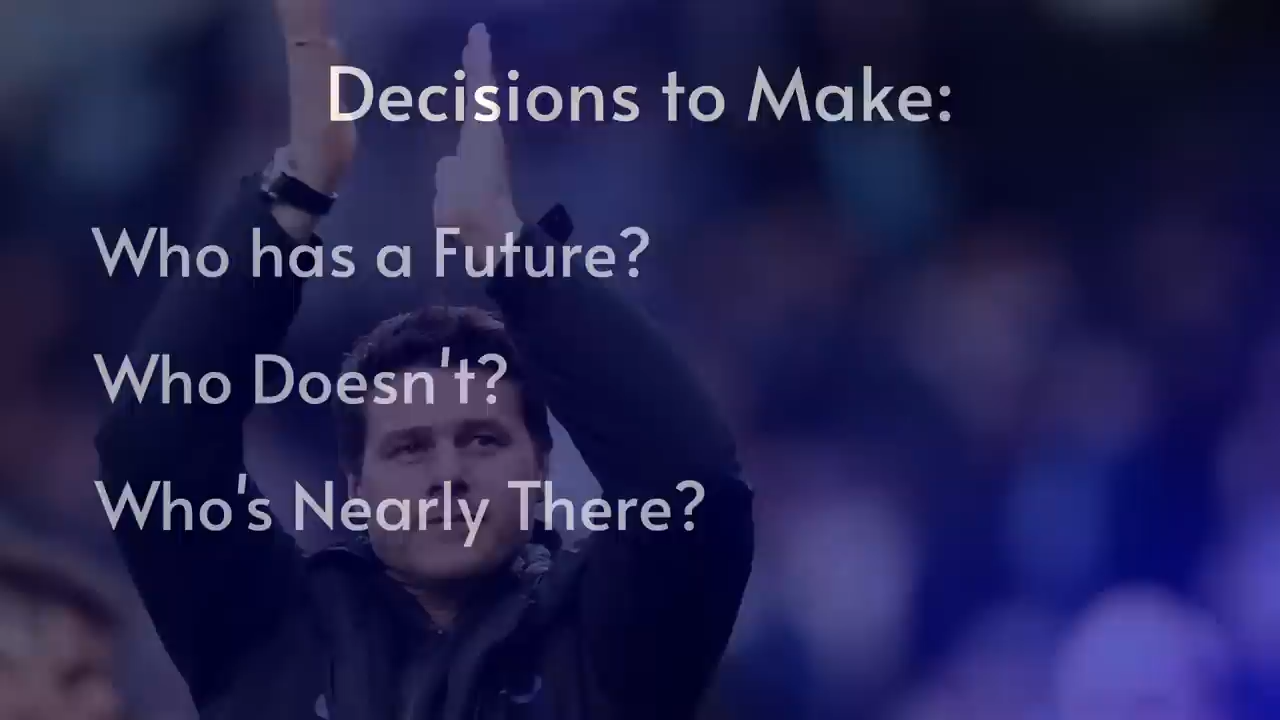 Decisions to Make:
Who has a Future?
Who Doesn't?
Who's Nearly There?